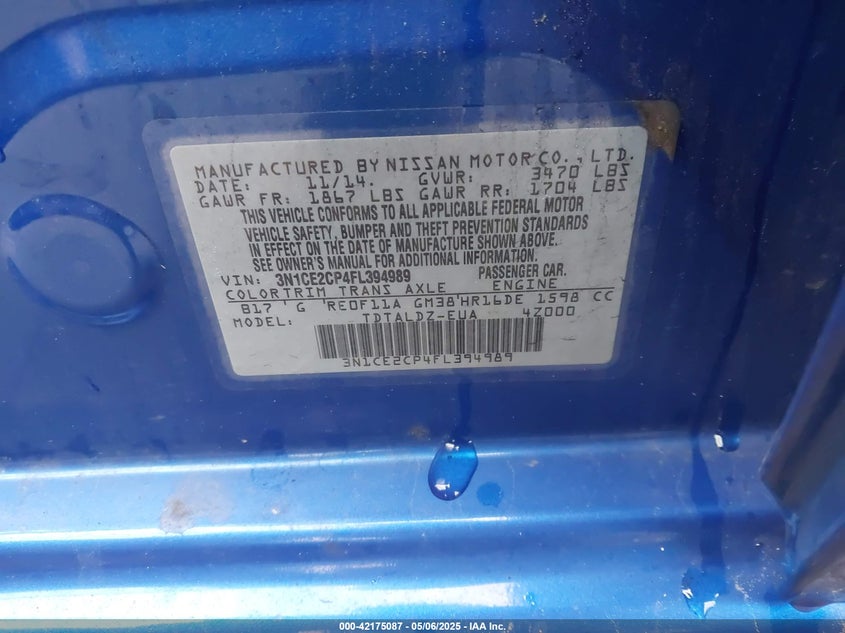 MANUFACTURED BY NISSAN MOTOR CO., LTD.
DATE: 11/14. GVWR: 3470 LBS
GAWR FR: 1867 LBS GAWR RR: 1704 LBS
THIS VEHICLE CONFORMS TO ALL APPLICABLE FEDERAL MOTOR
VEHICLE SAFETY, BUMPER AND THEFT PREVENTION STANDARDS
IN EFFECT ON THE DATE OF MANUFACTURE SHOWN ABOVE.
SEE OWNER'S MANUAL FOR ADDITIONAL INFORMATION.
VIN: 3N1CE2CP4FL394989 PASSENGER CAR.
COLOR TRIM TRANS AXLE ENGINE
B17 G RE0F11A GM38 HR16DE 1598 CC
MODEL: TDTALDZ-EUA 4Z000
3N1CE2CP4FL394989
000-42175087 - 05/06/2025 - IAA Inc.